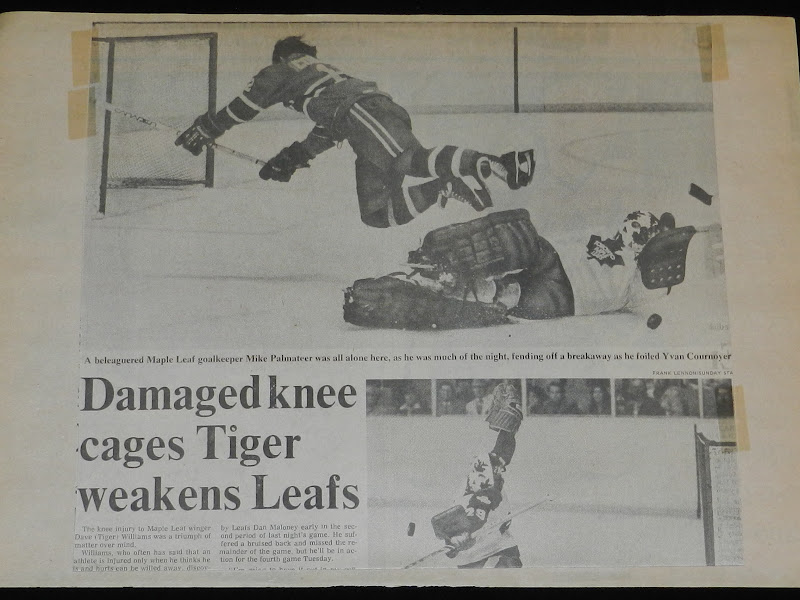 A beleaguered Maple Leaf goalkeeper Mike Palmateer was all alone here, as he was much of the night, fending off a breakaway as he foiled Yvan Cournoyer
FRANK LENNON/SUNDAY STA
Damaged knee
cages Tiger
weakens Leafs
The knee injury to Maple Leaf winger
Dave (Tiger) Williams was a triumph of
matter over mind.
Williams, who often has said that an
athlete is injured only when he thinks he
is and hurts can be willed away,
by Leafs Dan Maloney early in the sec-
ond period of last night's game. He suf-
fered a bruised back and missed the re-
mainder of the game, but he'll be in ac-
tion for the fourth game Tuesday.